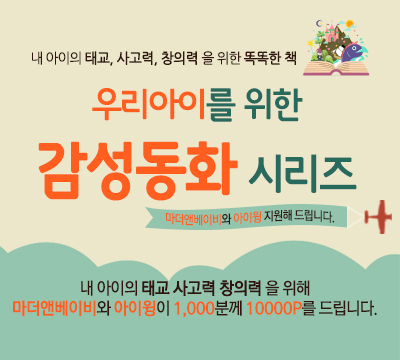 내 아이의 태교, 사고력, 창의력 을 위한 똑똑한 책
우리아이를 위한
감성동화 시리즈
마더앤베이비와 아이윙 지원해 드립니다.
내 아이의 태교 사고력 창의력 을 위해
마더앤베이비와 아이윙이 1,000분께 10000P를 드립니다.